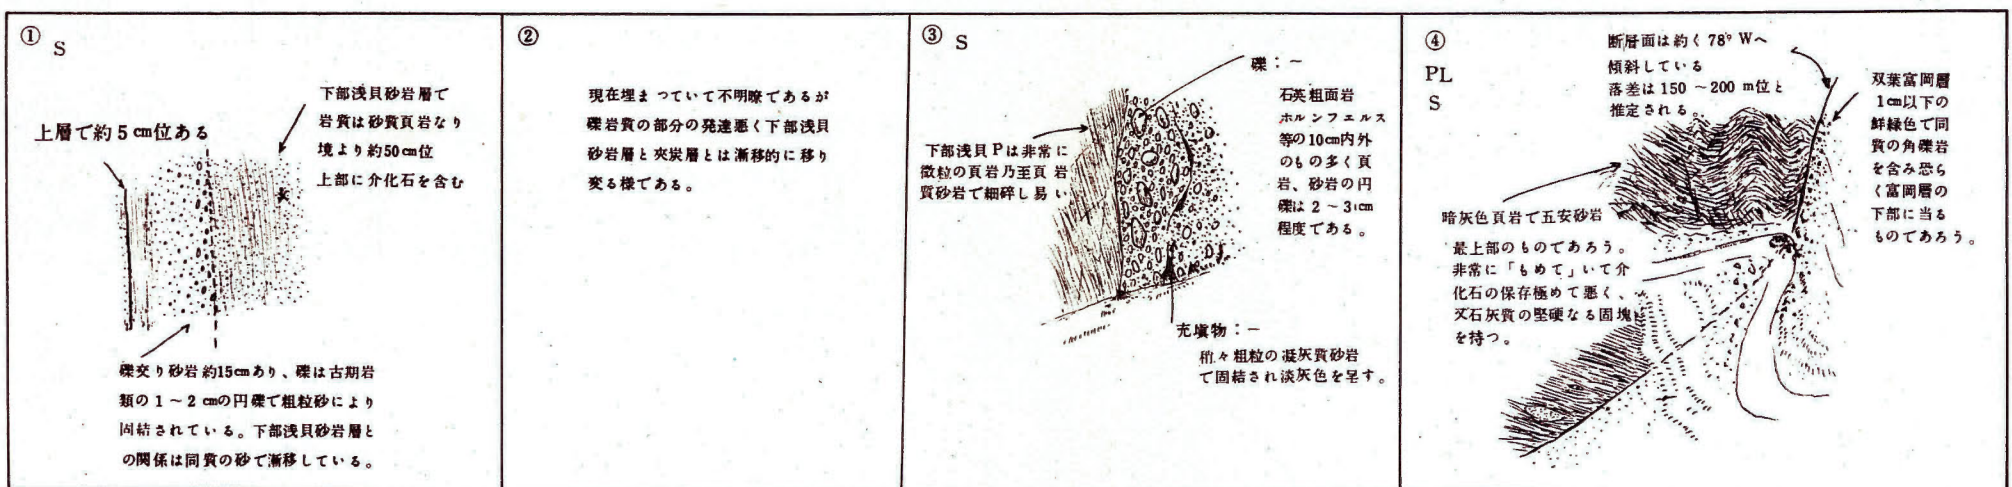 ①
S
上層で約5cm位ある
下部浅貝砂岩層で
岩質は砂質頁岩なり
境より約50cm位
上部に介化石を含む
礫交り砂岩約15cmあり、礫は古期岩
類の1～2cmの円礫で粗粒砂により
固結されている。下部浅貝砂岩層と
の関係は同質の砂で漸移している。
②
現在埋まつていて不明瞭であるが
礫岩質の部分の発達悪く下部浅貝
砂岩層と夾炭層とは漸移的に移り
変る様である。
③
S
礫：～
石英粗面岩
ホルンフェルス
等の10cm内外
のもの多く頁
岩、砂岩の円
礫は2～3cm
程度である。
下部浅貝Pは非常に
微粒の頁岩乃至頁岩
質砂岩で細砕し易い
充塡物：～
稍々粗粒の凝灰質砂岩
で固結され淡灰色を呈す。
④
PL
S
断層面は約く78°Wへ
傾斜している
落差は150～200m位と
推定される。
双葉富岡層
1cm以下の
鮮緑色で同
質の角礫岩
を含み恐ら
く富岡層の
下部に当る
ものであろう。
暗灰色頁岩で五安砂岩
最上部のものであろう。
非常に「もめて」いて介
化石の保存極めて悪く、
又石灰質の堅硬なる固塊
を持つ。